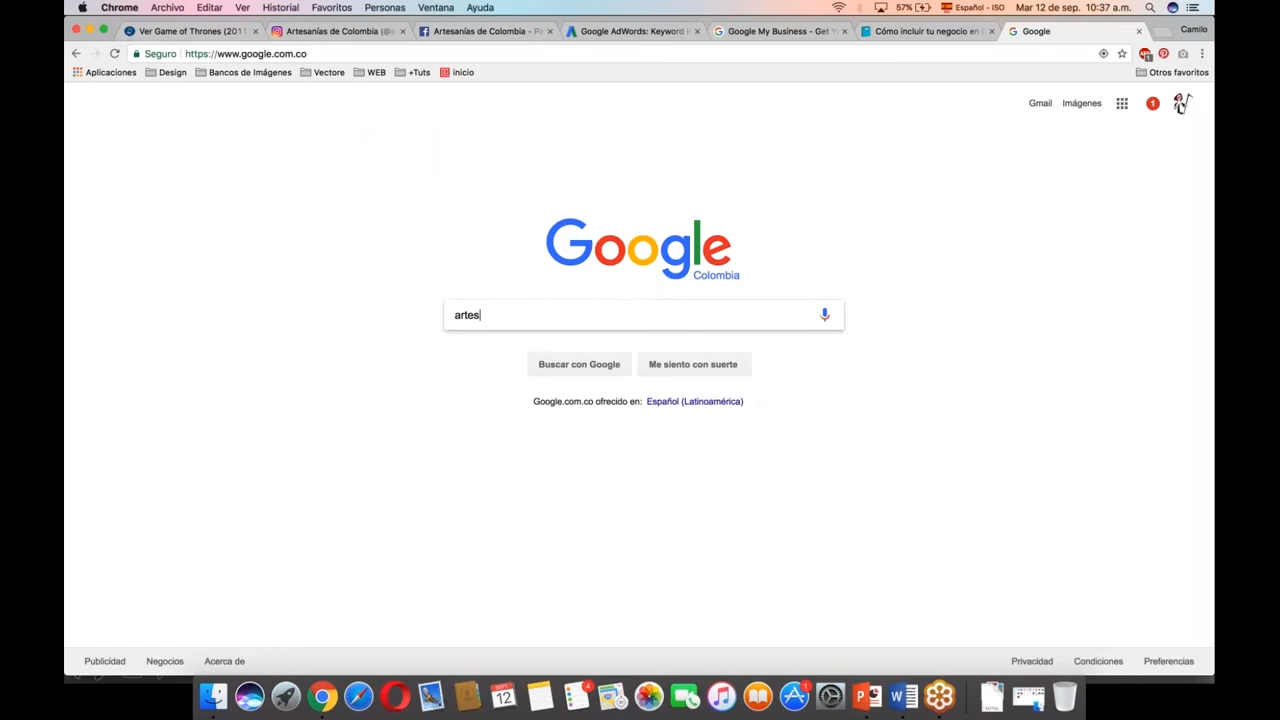 Chrome Archivo Editar Ver Historial Favoritos Personas Ventana Ayuda 57% Español - ISO Mar 12 de sep. 10:37 a.m.
Ver Game of Thrones (2011 Artesanías de Colombia (@a Artesanías de Colombia - Pá Google AdWords: Keyword P Google My Business - Get Y Cómo incluir tu negocio en G Google Camilo
Seguro https://www.google.com.co
Aplicaciones Design Bancos de Imágenes Vectore WEB +Tuts inicio Otros favoritos
Gmail Imágenes 1
Google
Colombia
artes
Buscar con Google Me siento con suerte
Google.com.co ofrecido en: Español (Latinoamérica)
Publicidad Negocios Acerca de Privacidad Condiciones Preferencias